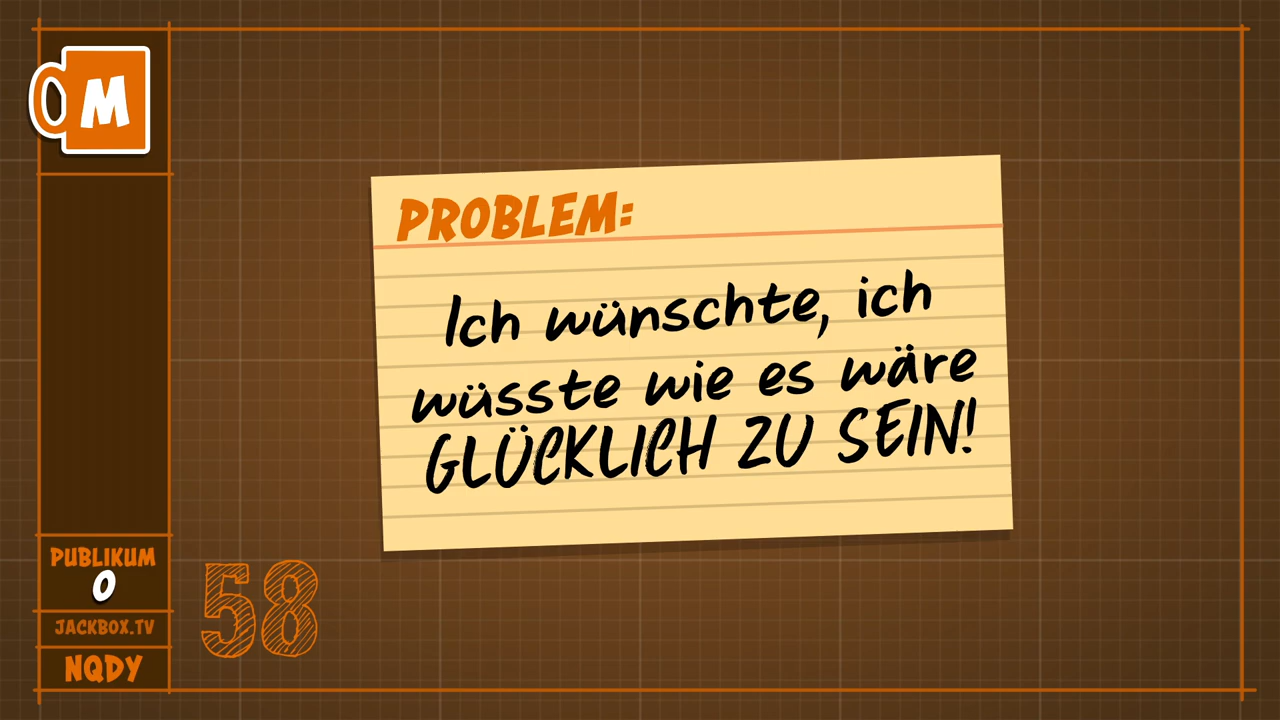 M
PROBLEM:
Ich wünschte, ich
wüsste wie es wäre
GLÜCKLICH ZU SEIN!
PUBLIKUM
0
JACKBOX.TV
NQDY
58